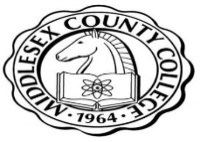 MIDDLESEX COUNTY COLLEGE
· 1964 ·